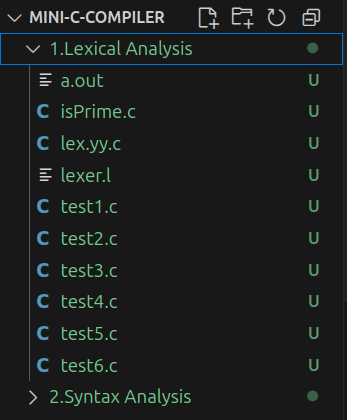 MINI-C-COMPILER
1.Lexical Analysis
a.out U
C isPrime.c U
C lex.yy.c U
lexer.l U
C test1.c U
C test2.c U
C test3.c U
C test4.c U
C test5.c U
C test6.c U
2.Syntax Analysis